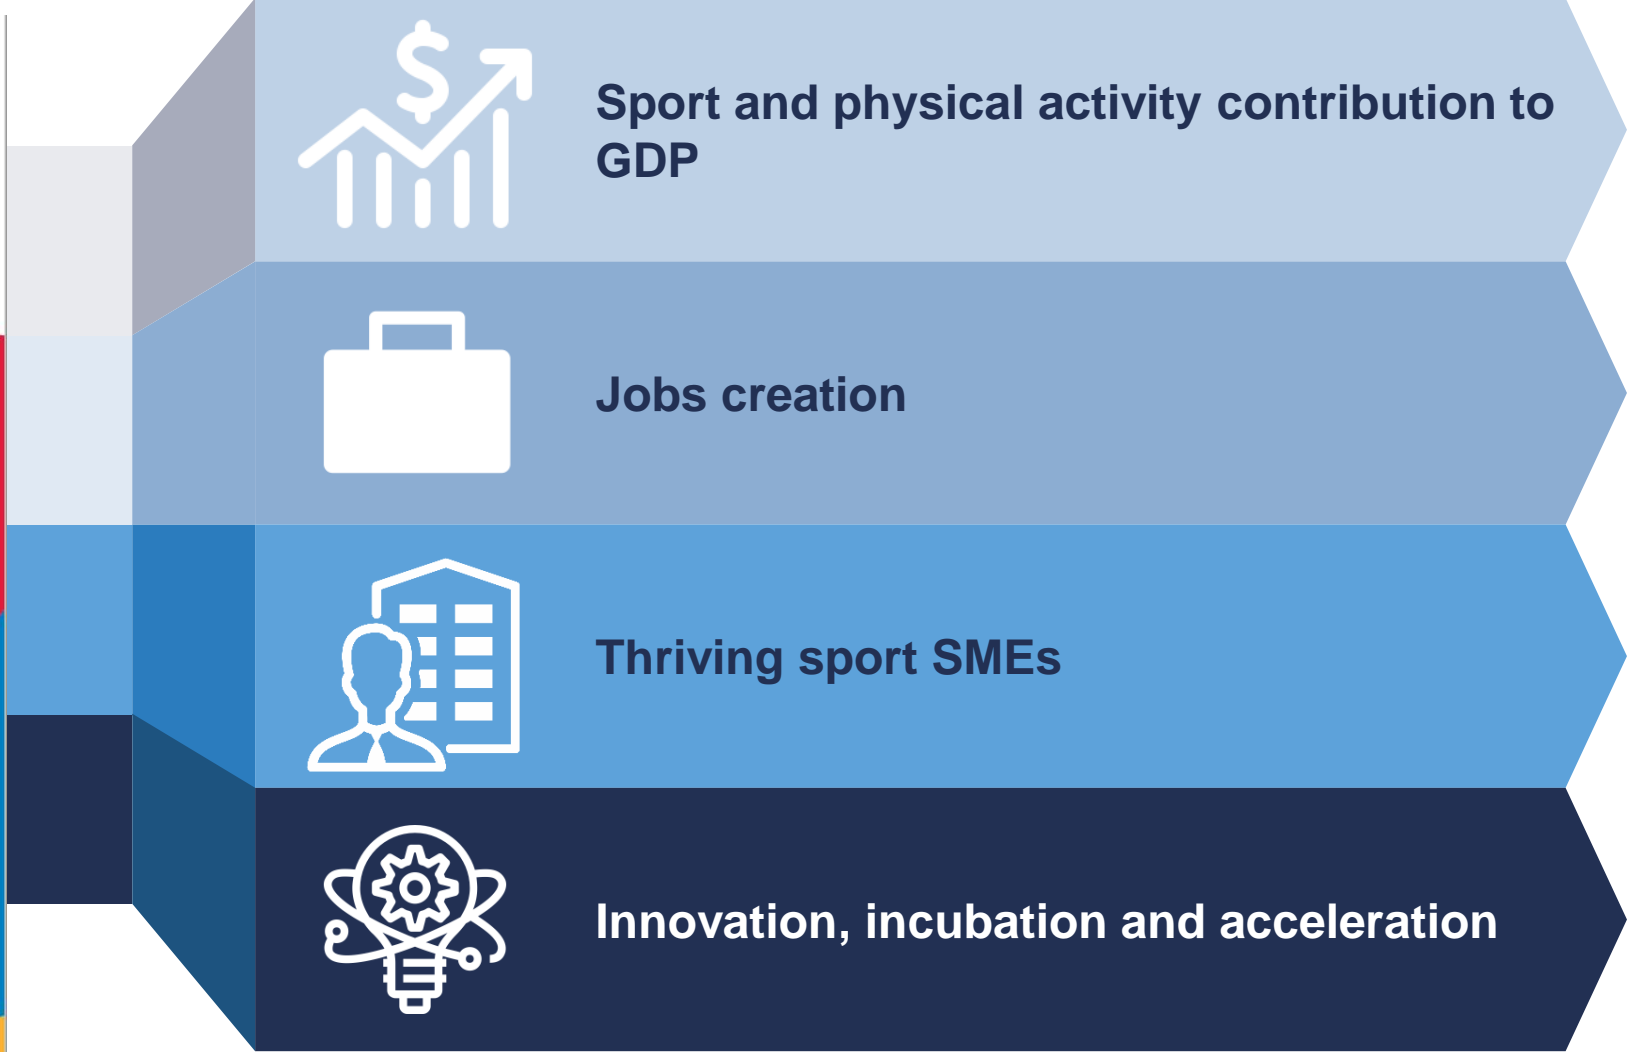 Sport and physical activity contribution to
GDP
Jobs creation
Thriving sport SMEs
Innovation, incubation and acceleration